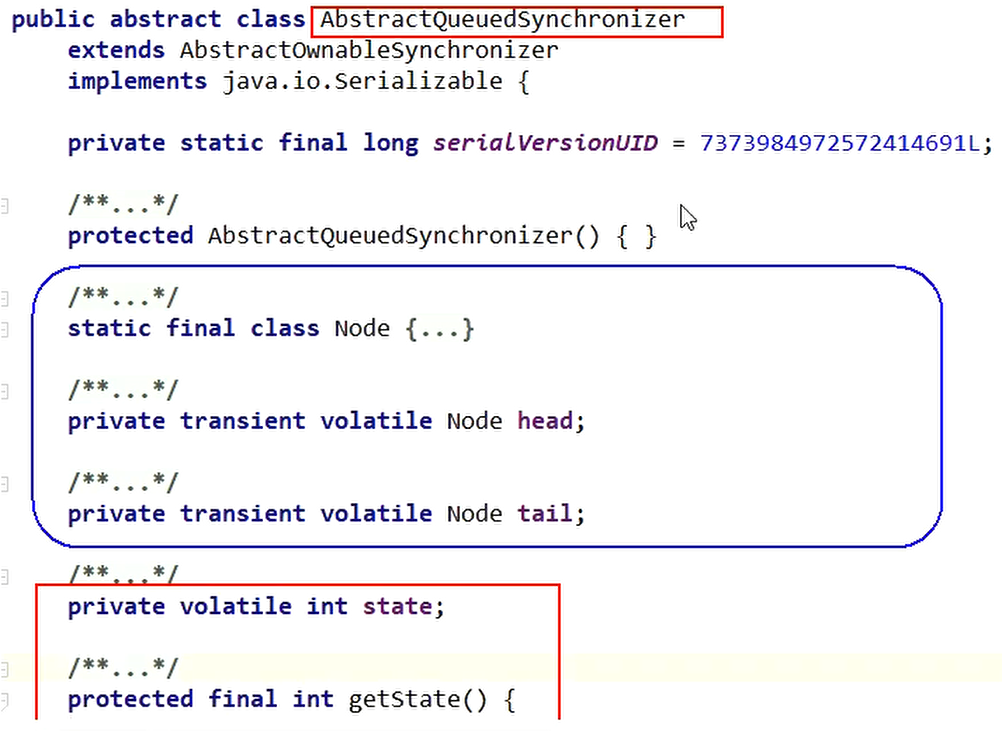 public abstract class AbstractQueuedSynchronizer
extends AbstractOwnableSynchronizer
implements java.io.Serializable {
private static final long serialVersionUID = 7373984972572414691L;
/**...*/
protected AbstractQueuedSynchronizer() { }
/**...*/
static final class Node {...}
/**...*/
private transient volatile Node head;
/**...*/
private transient volatile Node tail;
/**...*/
private volatile int state;
/**...*/
protected final int getState() {